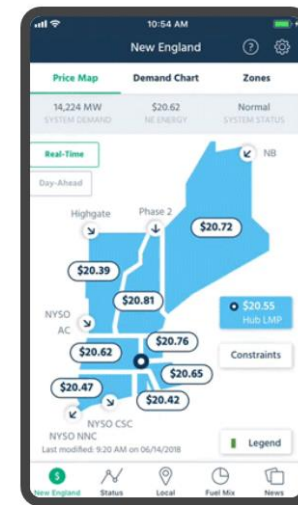 10:54 AM
New England
?
Price Map Demand Chart Zones
14,224 MW $20.62 Normal
SYSTEM DEMAND NE ENERGY SYSTEM STATUS
Real-Time
NB
Day-Ahead
Highgate Phase 2
$20.72
$20.39
$20.81
$20.55
Hub LMP
NYSO
AC
$20.76
$20.62
Constraints
$20.65
$20.47
$20.42
NYSO CSC
NYSO NNC
Legend
Last modified: 9:20 AM on 06/14/2018
$
New England Status Local Fuel Mix News